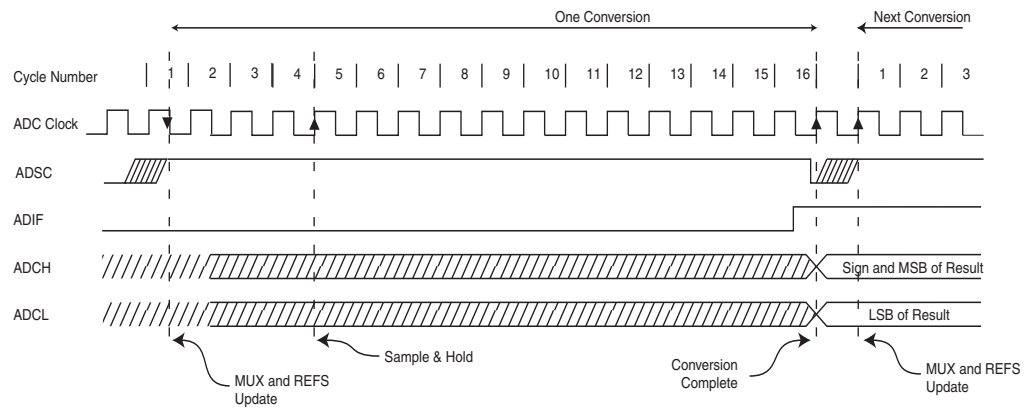 One Conversion
Next Conversion
Cycle Number
1 2 3 4 5 6 7 8 9 10 11 12 13 14 15 16 1 2 3
ADC Clock
ADSC
ADIF
ADCH
Sign and MSB of Result
ADCL
LSB of Result
MUX and REFS
Update
Sample & Hold
Conversion
Complete
MUX and REFS
Update